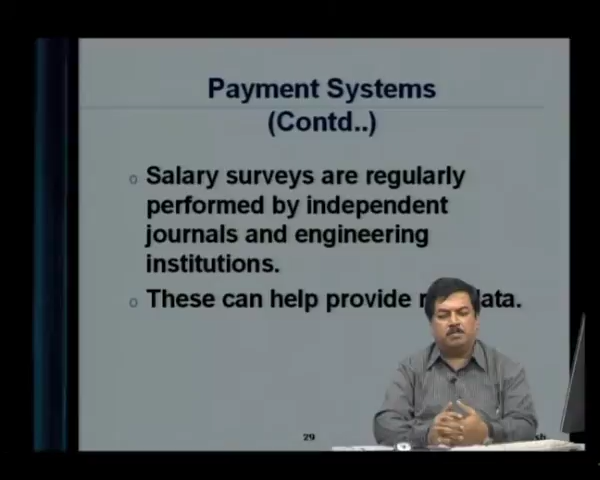 Payment Systems
(Contd..)
o Salary surveys are regularly
performed by independent
journals and engineering
institutions.
o These can help provide data.
29